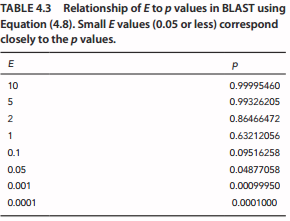 TABLE 4.3 Relationship of E to p values in BLAST using
Equation (4.8). Small E values (0.05 or less) correspond
closely to the p values.
E p
10 0.99995460
5 0.99326205
2 0.86466472
1 0.63212056
0.1 0.09516258
0.05 0.04877058
0.001 0.00099950
0.0001 0.0001000